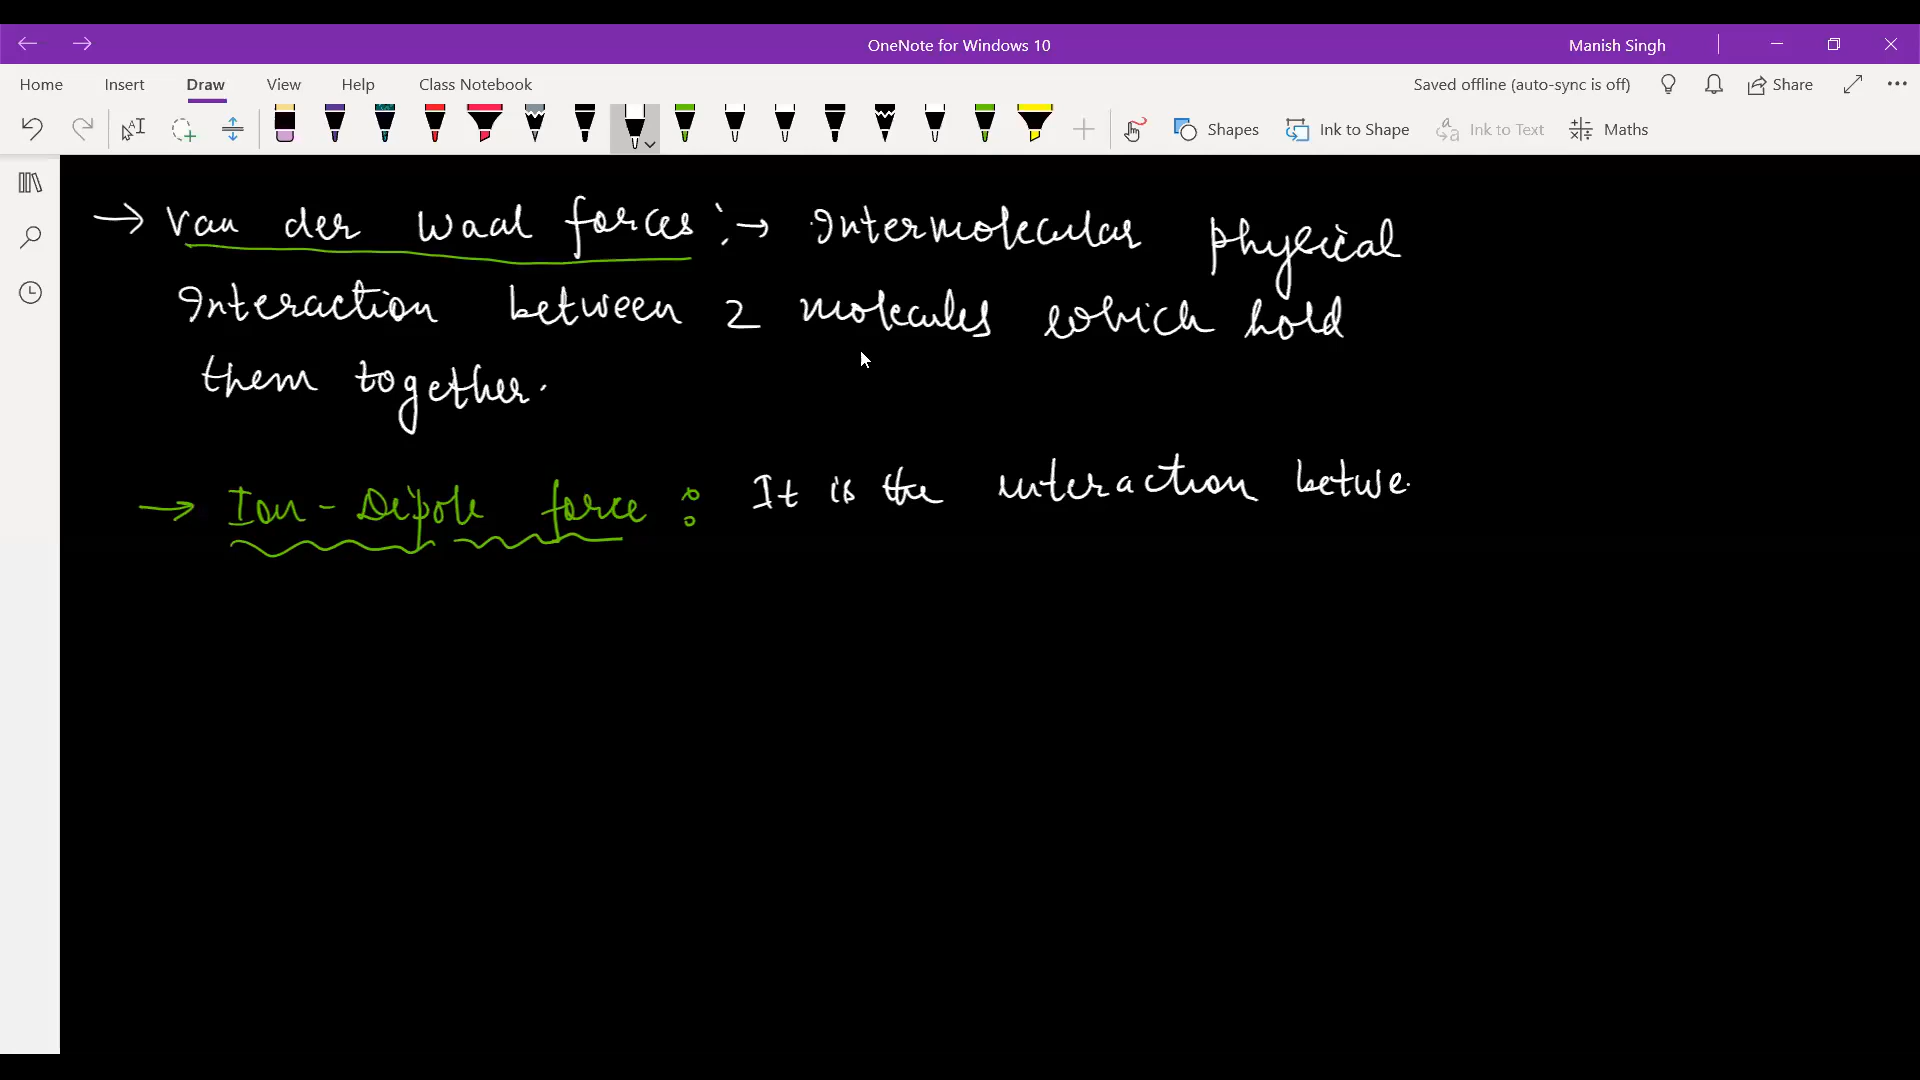 OneNote for Windows 10
Manish Singh
Home Insert Draw View Help Class Notebook
Saved offline (auto-sync is off) Share
Shapes Ink to Shape Ink to Text Maths
→ Van der Waal forces :→ Intermolecular physical
Interaction between 2 molecules which hold
them together.
→ Ion - Dipole force : It is the interaction betwe